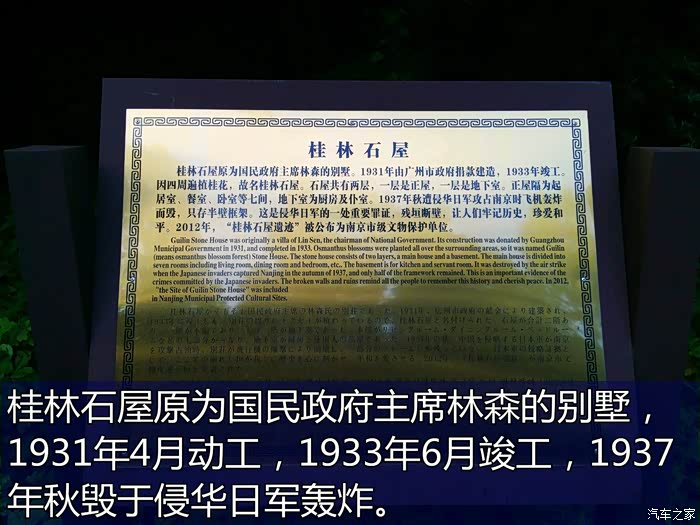 桂林石屋
桂林石屋原为国民政府主席林森的别墅。1931年由广州市政府捐款建造，1933年竣工。
因四周遍植桂花，故名桂林石屋。石屋共有两层，一层是正屋，一层是地下室。正屋隔为起
居室、餐室、卧室等七间，地下室为厨房及仆室。1937年秋遭侵华日军攻占南京时飞机轰炸
而毁，只存半壁框架。这是侵华日军的一处重要罪证，残垣断壁，让人们牢记历史，珍爱和
平。2012年，“桂林石屋遗迹”被公布为南京市级文物保护单位。
Guilin Stone House was originally a villa of Lin Sen, the chairman of National Government. Its construction was donated by Guangzhou
Municipal Government in 1931, and completed in 1933. Osmanthus blossoms were planted all over the surrounding areas, so it was named Guilin
(means osmanthus blossom forest) Stone House. The stone house consists of two layers, a main house and a basement. The main house is divided into
seven rooms including living room, dining room and bedroom, etc., The basement is for kitchen and servant room. It was destroyed by the air strike
when the Japanese invaders captured Nanjing in the autumn of 1937, and only half of the framework remained. This is an important evidence of the
crimes committed by the Japanese invaders. The broken walls and ruins remind all the people to remember this history and cherish peace. In 2012,
"the Site of Guilin Stone House" was included
in Nanjing Municipal Protected Cultural Sites.
桂林石屋原为国民政府主席林森的别墅，
1931年4月动工，1933年6月竣工，1937
年秋毁于侵华日军轰炸。
汽车之家